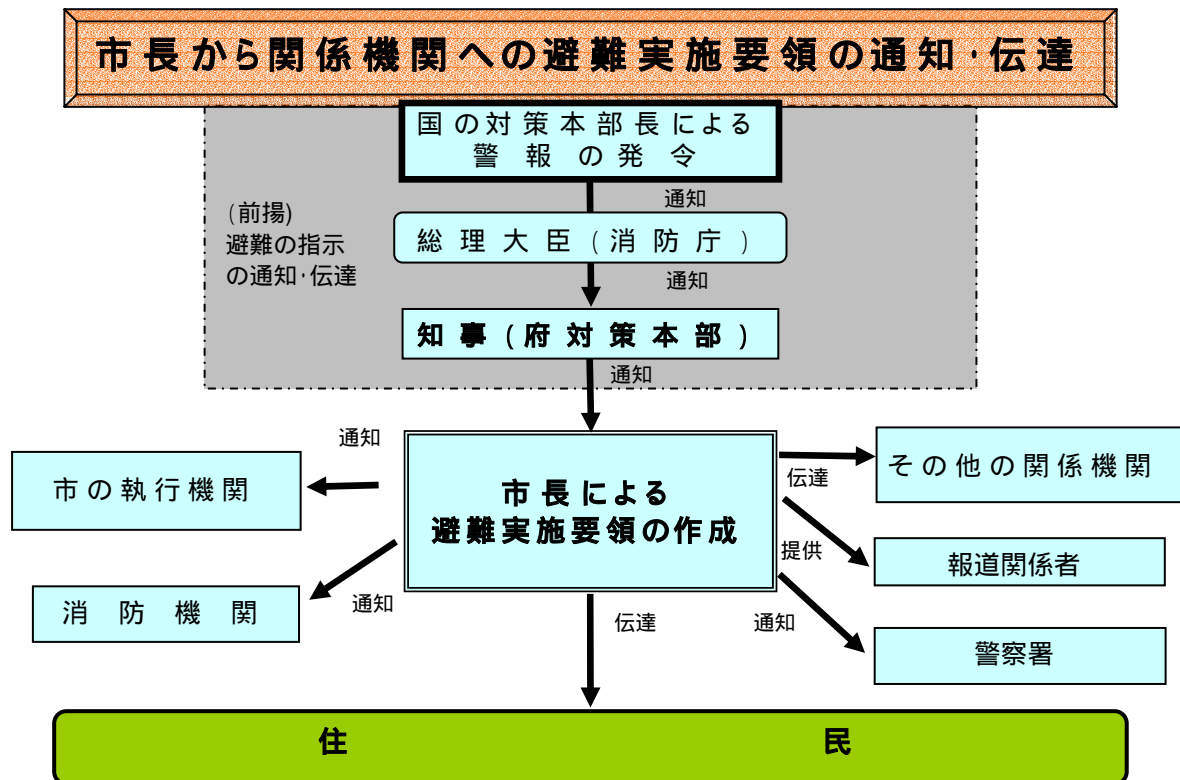 市長から関係機関への避難実施要領の通知・伝達
国の対策本部長による
警報の発令
通知
(前揚)
避難の指示
の通知・伝達
総理大臣(消防庁)
通知
知事(府対策本部)
通知
通知
市の執行機関
市長による
避難実施要領の作成
その他の関係機関
伝達
提供
報道関係者
消防機関
通知
伝達
通知
警察署
住民